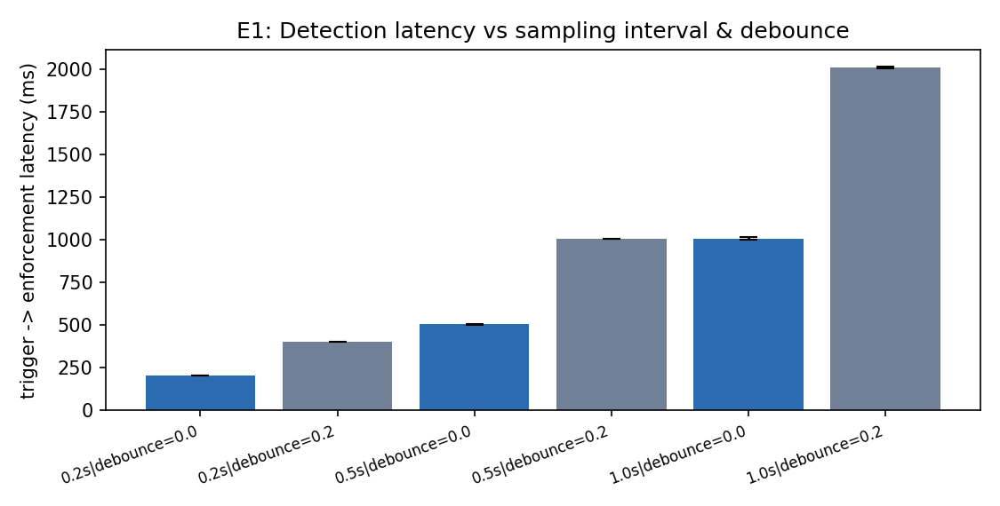 E1: Detection latency vs sampling interval & debounce
trigger -> enforcement latency (ms)
2000
1750
1500
1250
1000
750
500
250
0
0.2s|debounce=0.0
0.2s|debounce=0.2
0.5s|debounce=0.0
0.5s|debounce=0.2
1.0s|debounce=0.0
1.0s|debounce=0.2